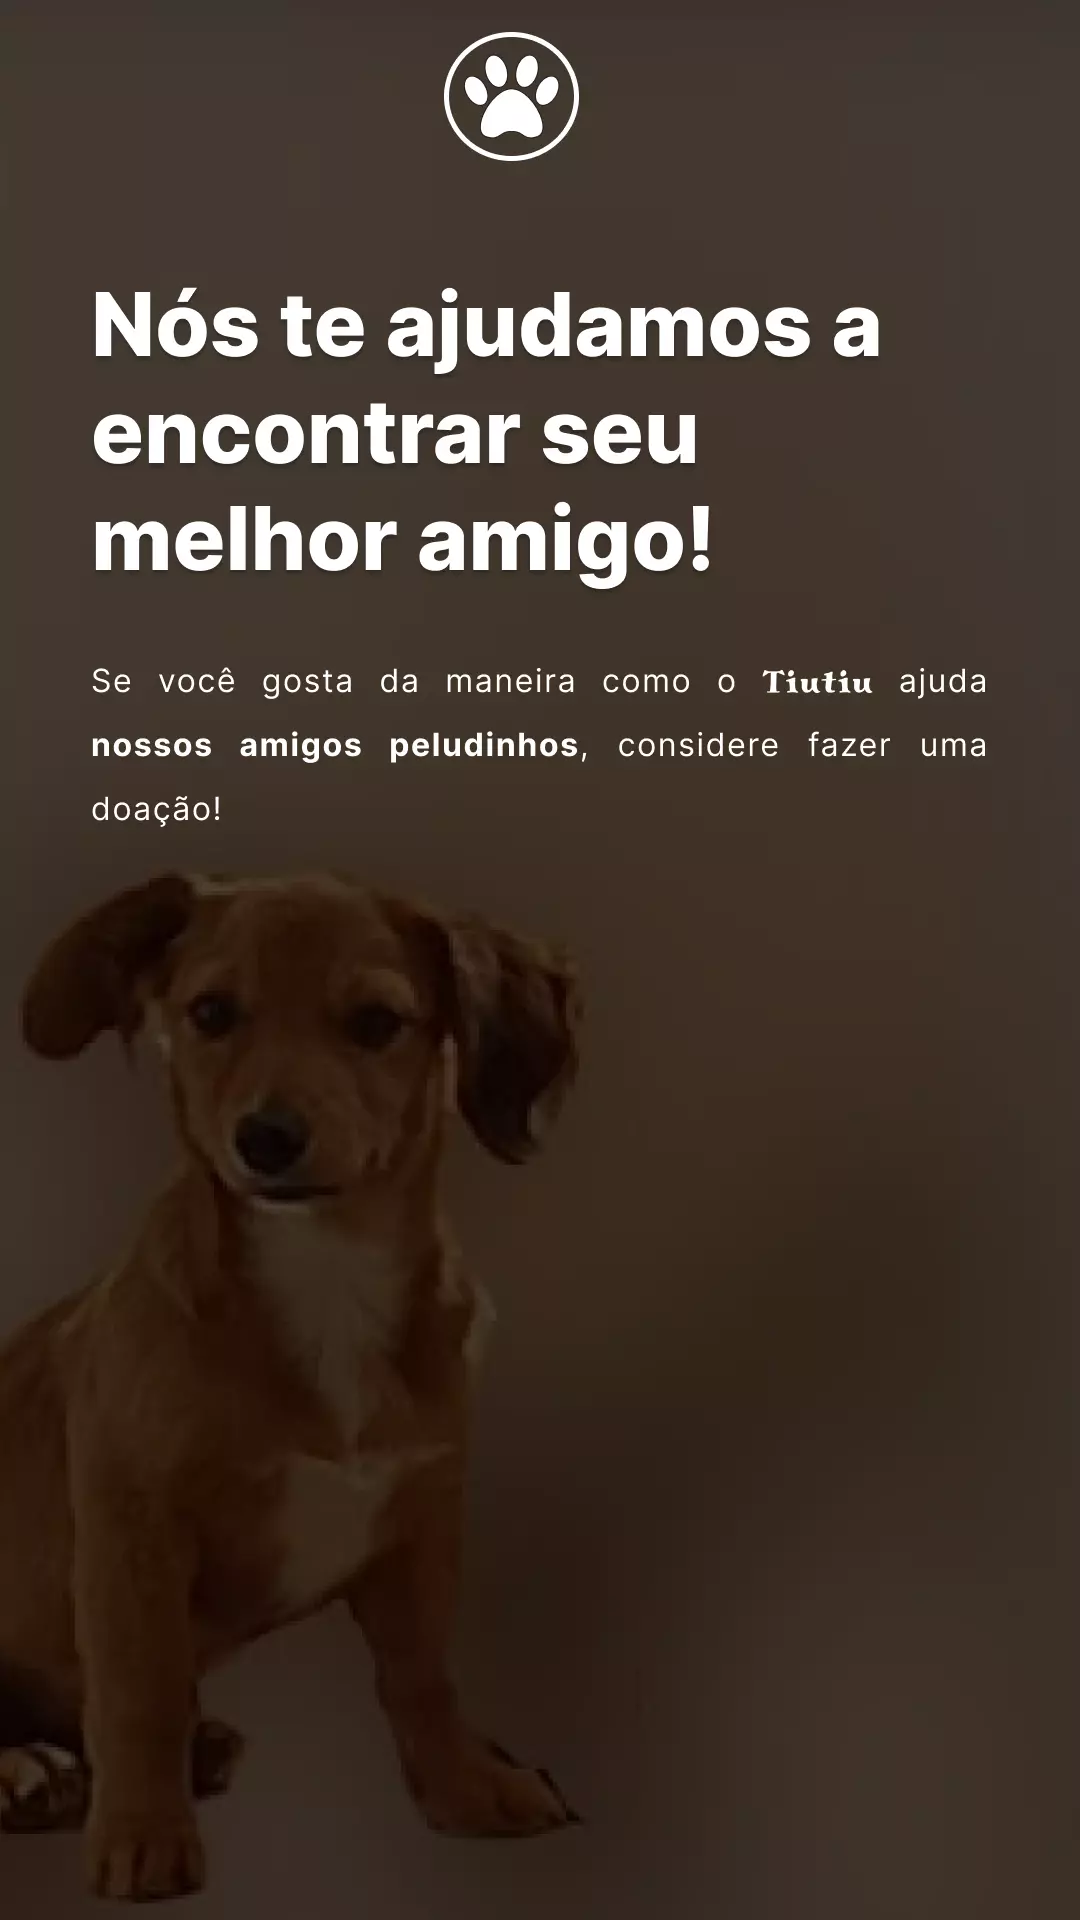 Nós te ajudamos a
encontrar seu
melhor amigo!
Se você gosta da maneira como o Tiutiu ajuda
nossos amigos peludinhos, considere fazer uma
doação!